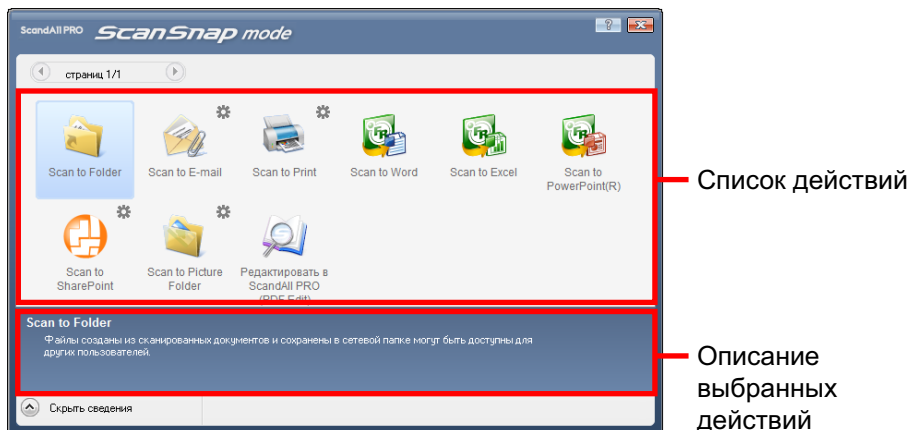 ScandAll PRO ScanSnap mode
страниц 1/1
Scan to Folder
Scan to E-mail
Scan to Print
Scan to Word
Scan to Excel
Scan to
PowerPoint(R)
Scan to
SharePoint
Scan to Picture
Folder
Редактировать в
ScandAll PRO
(PDF Edit)
Список действий
Scan to Folder
Файлы созданы из сканированных документов и сохранены в сетевой папке могут быть доступны для
других пользователей.
Описание
выбранных
действий
Скрыть сведения